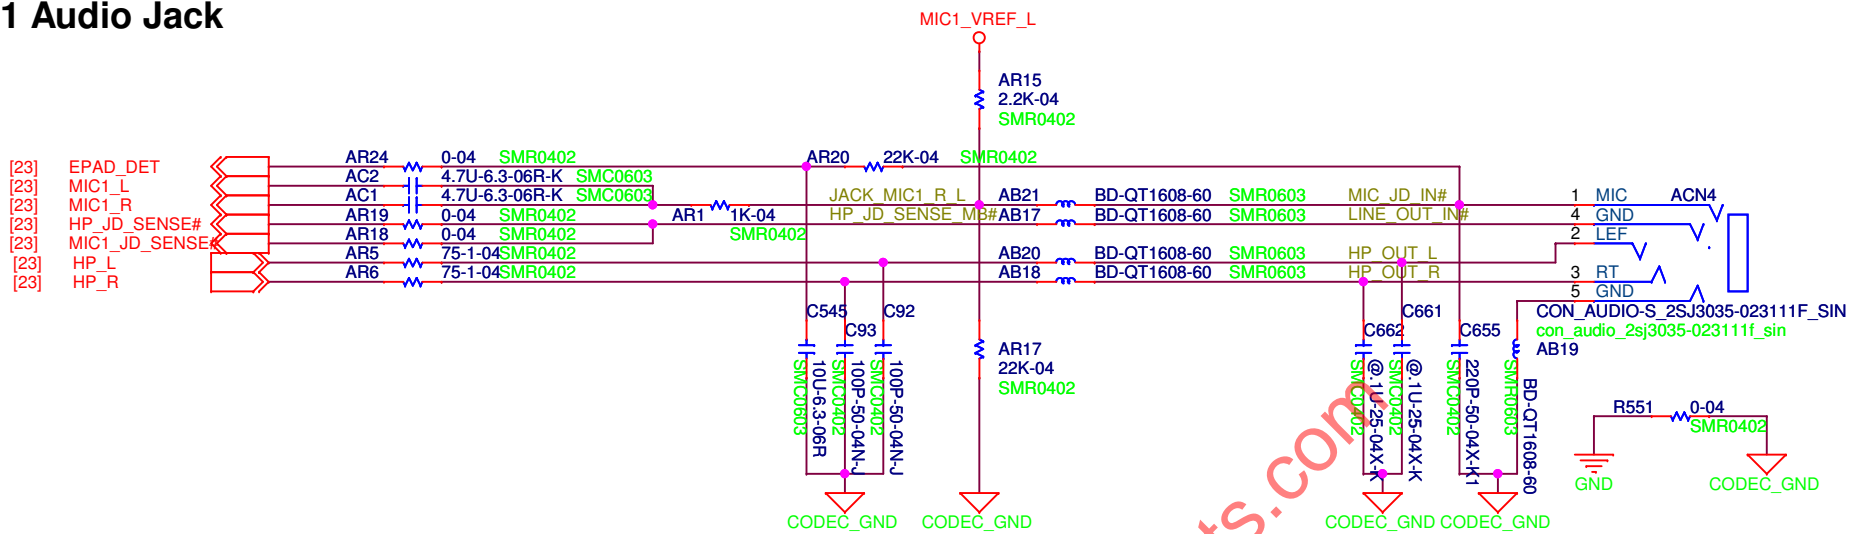 1 Audio Jack
MIC1_VREF_L
AR15
2.2K-04
SMR0402
[23] EPAD_DET AR24 0-04 SMR0402 AR20 22K-04 SMR0402
[23] MIC1_L AC2 4.7U-6.3-06R-K SMC0603
[23] MIC1_R AC1 4.7U-6.3-06R-K SMC0603 JACK_MIC1_R_L AB21 BD-QT1608-60 SMR0603 MIC_JD_IN# 1 MIC ACN4
[23] HP_JD_SENSE# AR19 0-04 SMR0402 AR1 1K-04 HP_JD_SENSE_MB# AB17 BD-QT1608-60 SMR0603 LINE_OUT_IN# 4 GND
SMR0402
[23] MIC1_JD_SENSE# AR18 0-04 SMR0402 2 LEF
[23] HP_L AR5 75-1-04 SMR0402 AB20 BD-QT1608-60 SMR0603 HP_OUT_L
[23] HP_R AR6 75-1-04 SMR0402 AB18 BD-QT1608-60 SMR0603 HP_OUT_R 3 RT
5 GND
CON_AUDIO-S_2SJ3035-023111F_SIN
con_audio_2sj3035-023111f_sin
C545
SMC0603
10U-6.3-06R
C93
SMC0402
100P-50-04N-J
C92
SMC0402
100P-50-04N-J
AR17
22K-04
SMR0402
C662
SMC0402
@.1U-25-04X-K
C661
SMC0402
@.1U-25-04X-K
C655
SMC0402
220P-50-04X-K1
AB19
SMR0603
BD-QT1608-60
R551 0-04
SMR0402
GND CODEC_GND
CODEC_GND CODEC_GND CODEC_GND CODEC_GND
ts.com